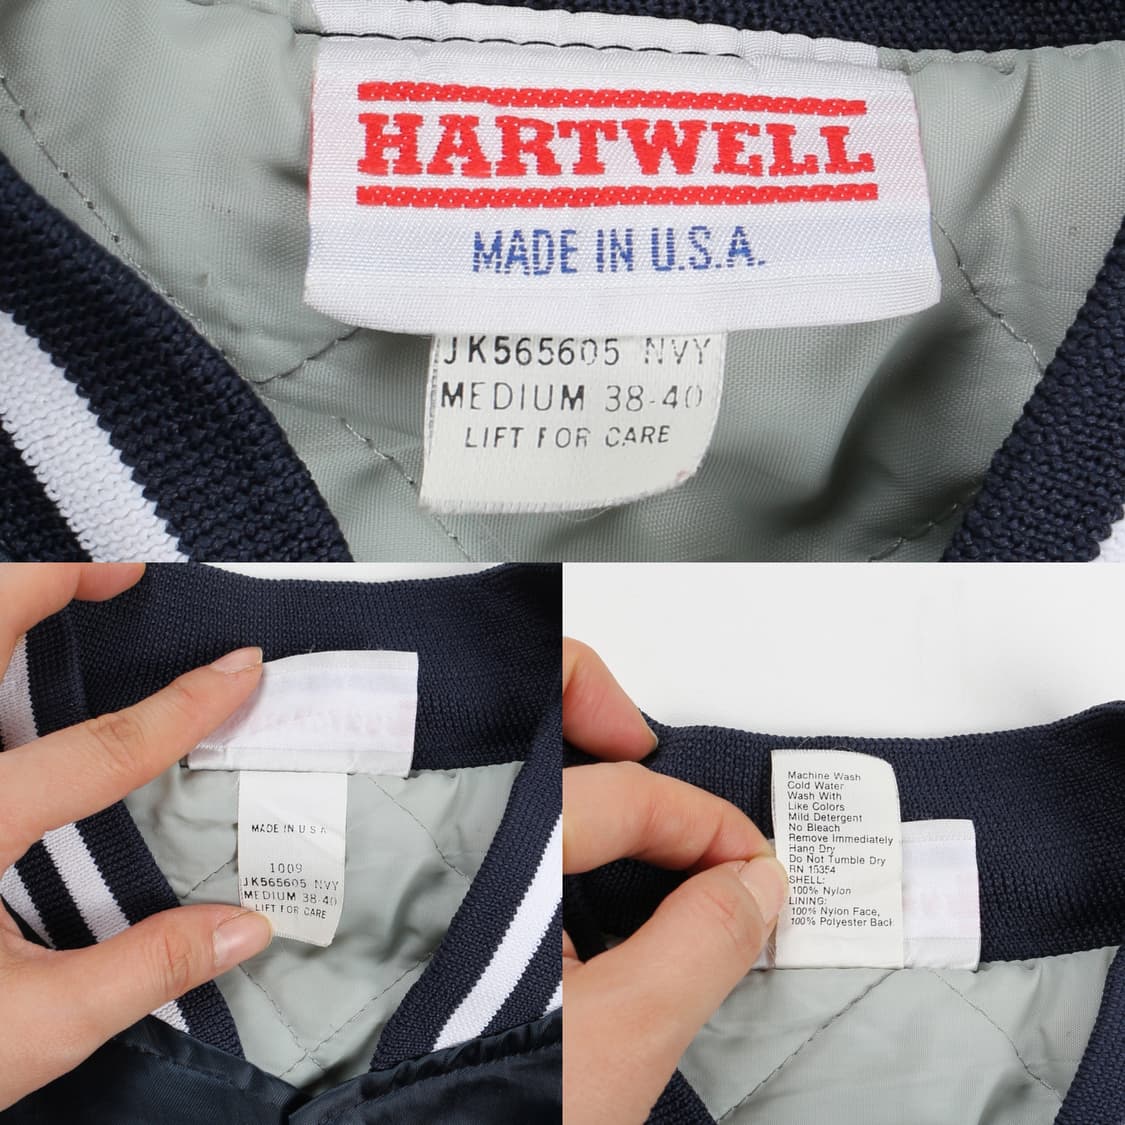 HARTWELL
MADE IN U.S.A.
JK565605 NVY
MEDIUM 38-40
LIFT FOR CARE
MADE IN U S A
1009
JK565605 NVY
MEDIUM 38-40
LIFT FOR CARE
Machine Wash
Cold Water
Wash With
Like Colors
Mild Detergent
No Bleach
Remove Immediately
Hang Dry
Do Not Tumble Dry
RN 15354
SHELL:
100% Nylon
LINING:
100% Nylon Face,
100% Polyester Back